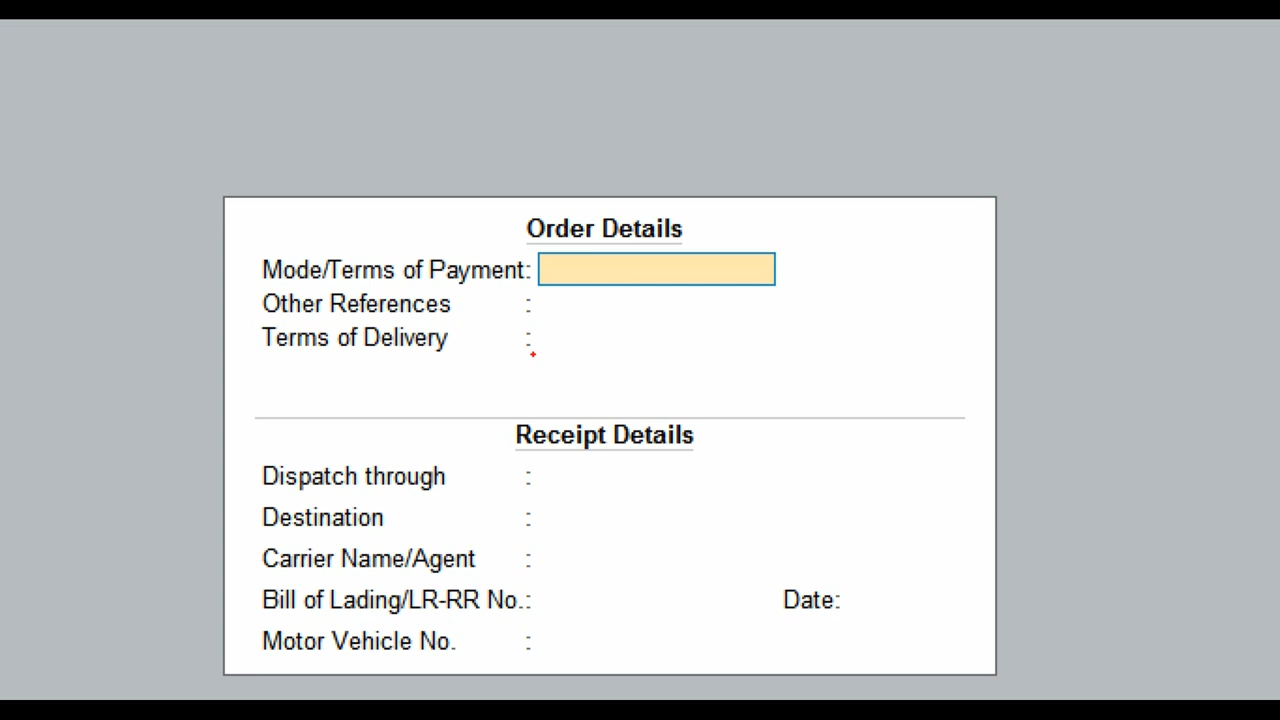 Order Details
Mode/Terms of Payment:
Other References :
Terms of Delivery :
Receipt Details
Dispatch through :
Destination :
Carrier Name/Agent :
Bill of Lading/LR-RR No.: Date:
Motor Vehicle No. :